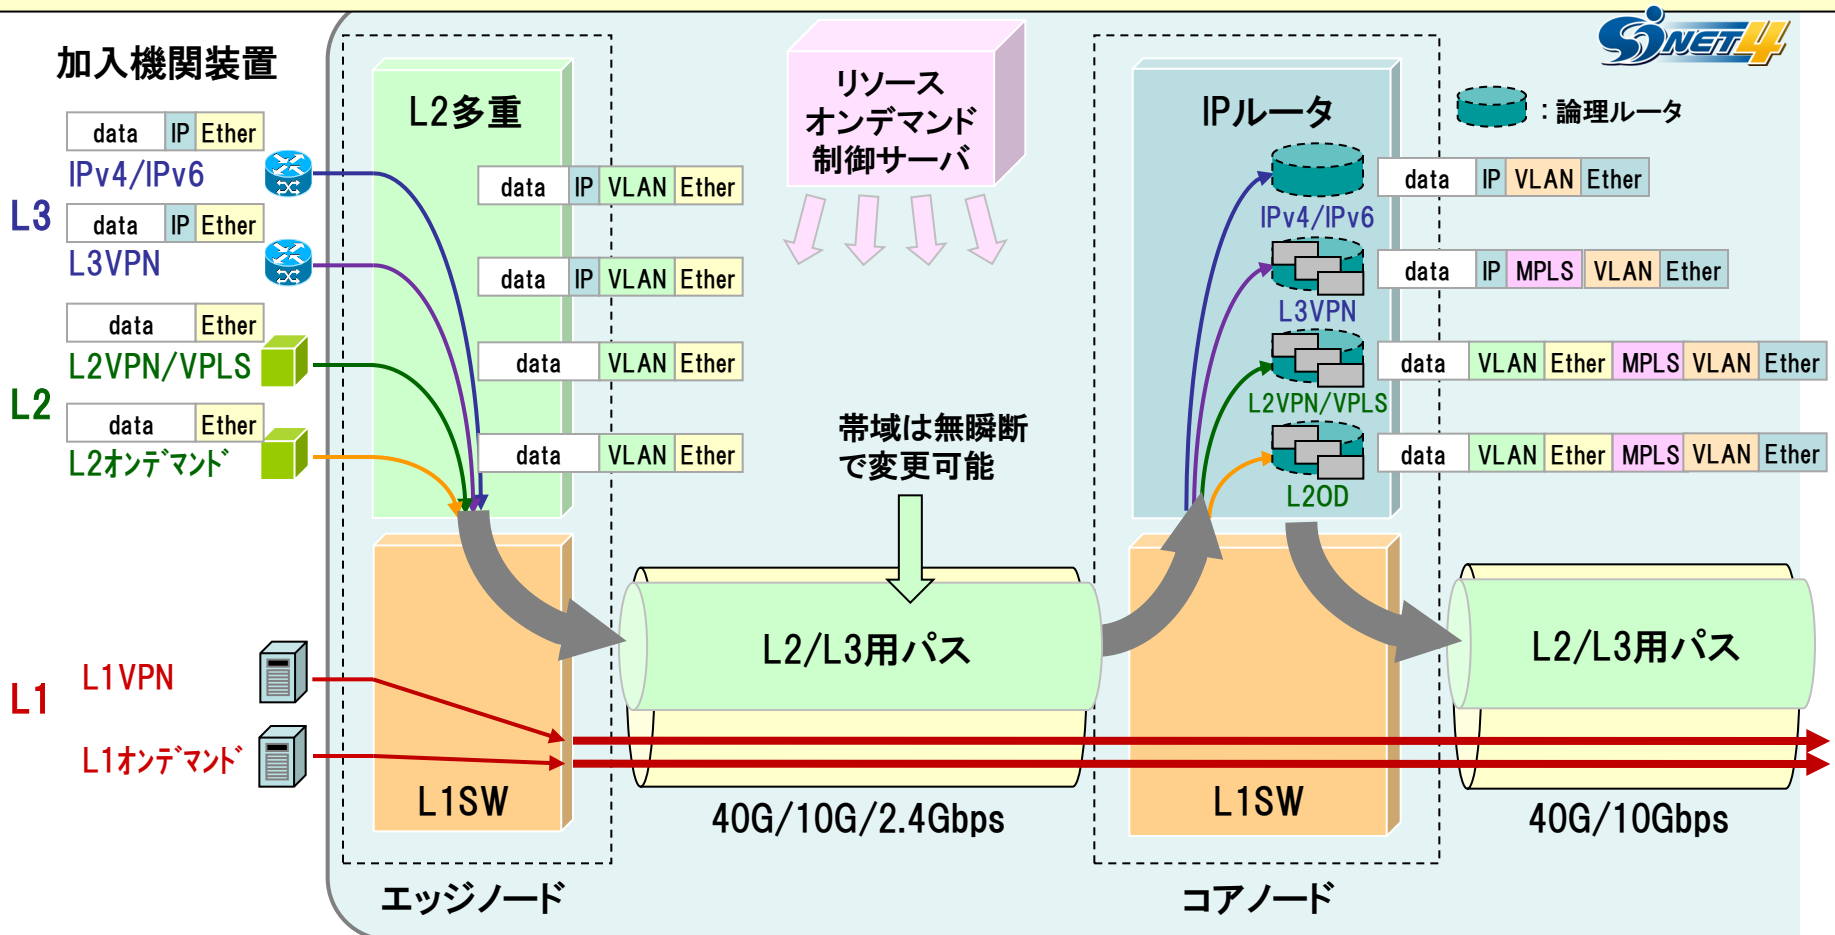 SINET4
加入機関装置
L3
data IP Ether
IPv4/IPv6
data IP Ether
L3VPN
L2
data Ether
L2VPN/VPLS
data Ether
L2オンデマンド
L1
L1VPN
L1オンデマンド
L2多重
data IP VLAN Ether
data IP VLAN Ether
data VLAN Ether
data VLAN Ether
L1SW
エッジノード
リソース
オンデマンド
制御サーバ
帯域は無瞬断
で変更可能
L2/L3用パス
40G/10G/2.4Gbps
IPルータ
:論理ルータ
IPv4/IPv6
data IP VLAN Ether
L3VPN
data IP MPLS VLAN Ether
L2VPN/VPLS
data VLAN Ether MPLS VLAN Ether
L2OD
data VLAN Ether MPLS VLAN Ether
L1SW
コアノード
L2/L3用パス
40G/10Gbps